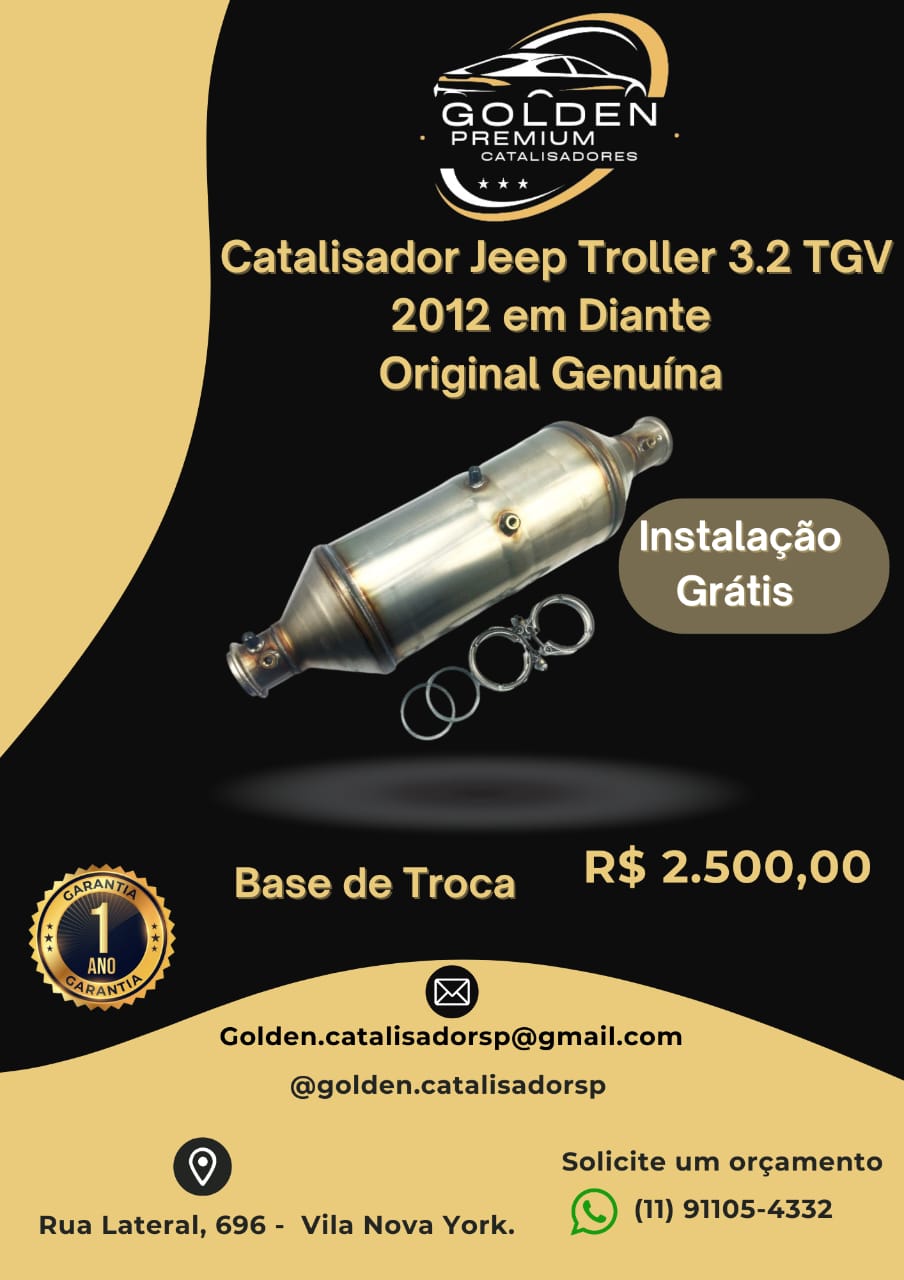 GOLDEN
PREMIUM
CATALISADORES
Catalisador Jeep Troller 3.2 TGV
2012 em Diante
Original Genuína
Instalação
Grátis
Base de Troca
R$ 2.500,00
GARANTIA
1
ANO
GARANTIA
Golden.catalisadorsp@gmail.com
@golden.catalisadorsp
Solicite um orçamento
(11) 91105-4332
Rua Lateral, 696 - Vila Nova York.